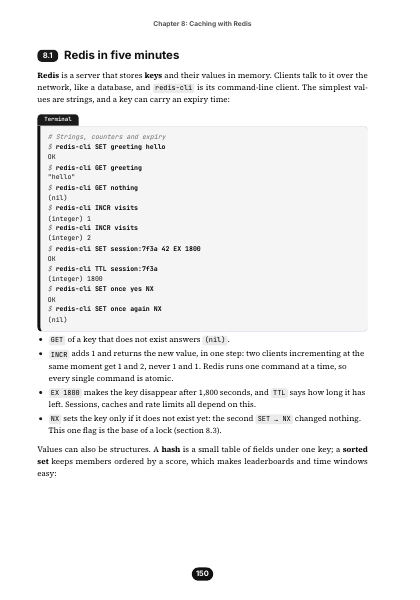 Chapter 8: Caching with Redis
8.1 Redis in five minutes
Redis is a server that stores keys and their values in memory. Clients talk to it over the
network, like a database, and redis-cli is its command-line client. The simplest val-
ues are strings, and a key can carry an expiry time:
Terminal
# Strings, counters and expiry
$ redis-cli SET greeting hello
OK
$ redis-cli GET greeting
"hello"
$ redis-cli GET nothing
(nil)
$ redis-cli INCR visits
(integer) 1
$ redis-cli INCR visits
(integer) 2
$ redis-cli SET session:7f3a 42 EX 1800
OK
$ redis-cli TTL session:7f3a
(integer) 1800
$ redis-cli SET once yes NX
OK
$ redis-cli SET once again NX
(nil)
• GET of a key that does not exist answers (nil).
• INCR adds 1 and returns the new value, in one step: two clients incrementing at the
same moment get 1 and 2, never 1 and 1. Redis runs one command at a time, so
every single command is atomic.
• EX 1800 makes the key disappear after 1,800 seconds, and TTL says how long it has
left. Sessions, caches and rate limits all depend on this.
• NX sets the key only if it does not exist yet: the second SET … NX changed nothing.
This one flag is the base of a lock (section 8.3).
Values can also be structures. A hash is a small table of fields under one key; a sorted
set keeps members ordered by a score, which makes leaderboards and time windows
easy:
150